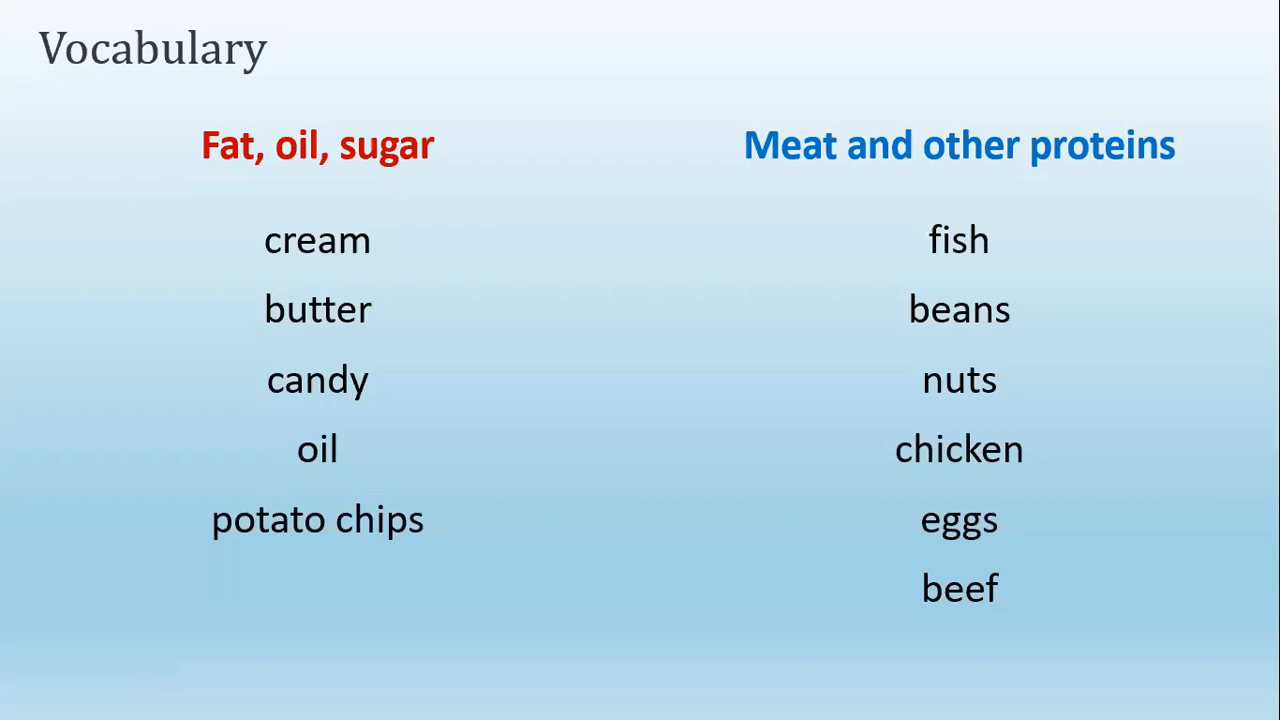 Vocabulary
Fat, oil, sugar
cream
butter
candy
oil
potato chips
Meat and other proteins
fish
beans
nuts
chicken
eggs
beef